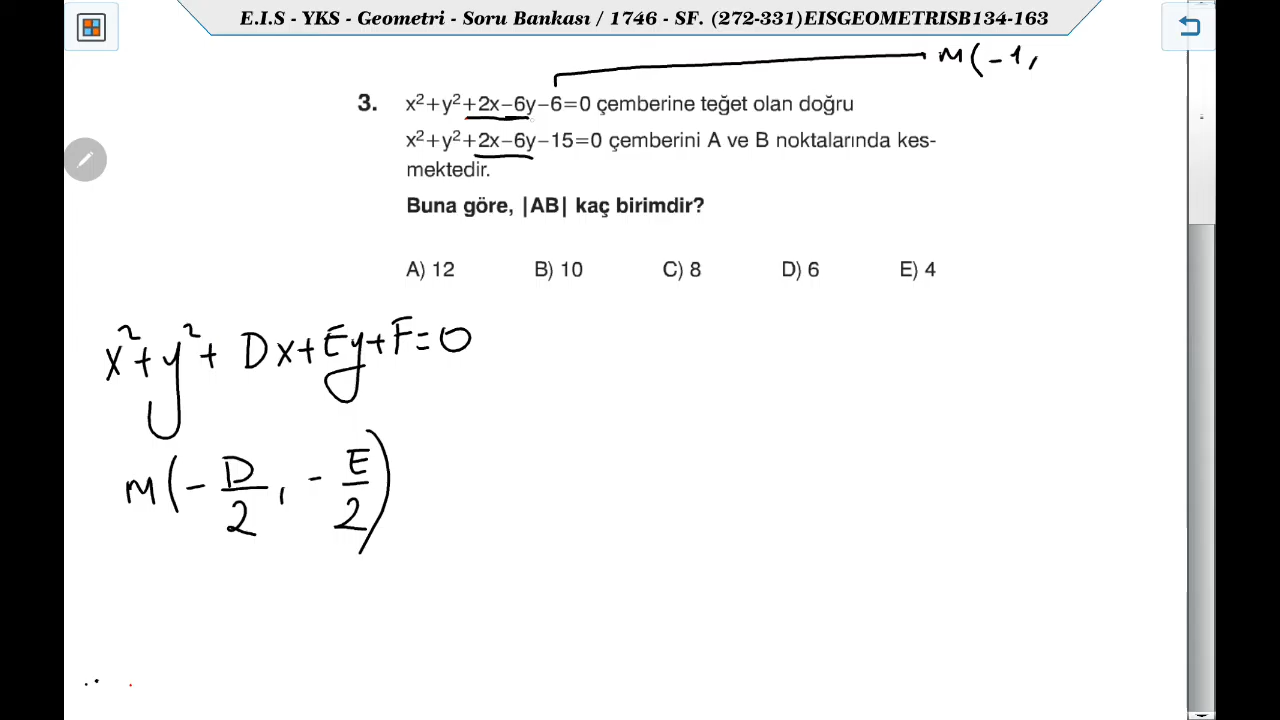 E.I.S - YKS - Geometri - Soru Bankası / 1746 - SF. (272-331)EISGEOMETRISB134-163
M(-1,
3. x²+y²+2x-6y-6=0 çemberine teğet olan doğru
x²+y²+2x-6y-15=0 çemberini A ve B noktalarında kes-
mektedir.
Buna göre, |AB| kaç birimdir?
A) 12 B) 10 C) 8 D) 6 E) 4
x²+y²+Dx+Ey+F=0
M(-D/2, -E/2)